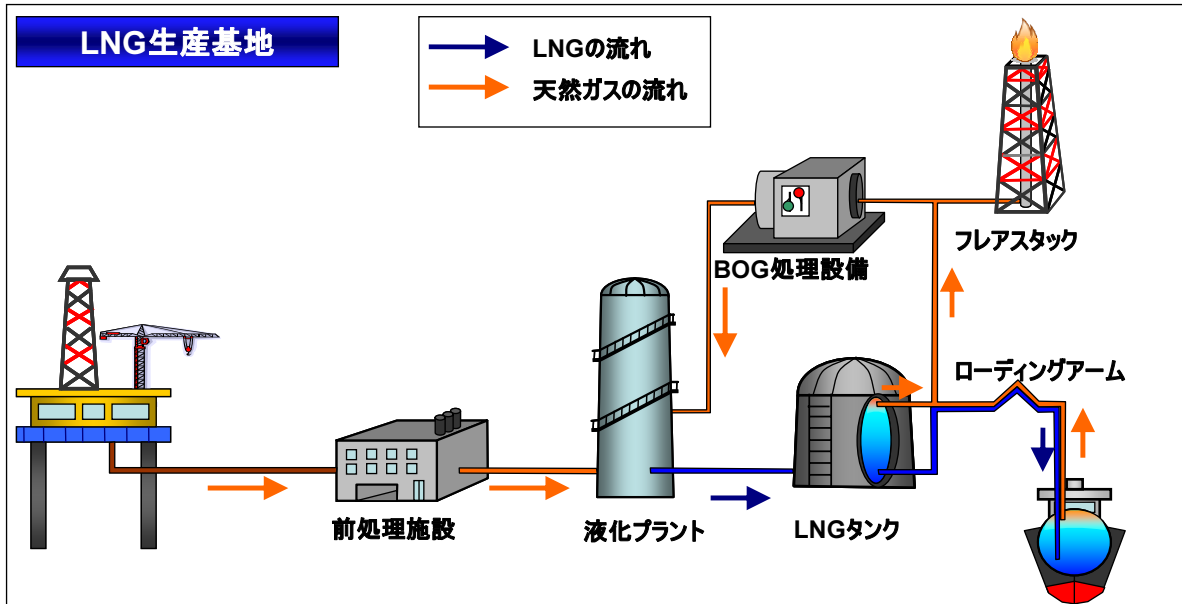 LNG生産基地
LNGの流れ
天然ガスの流れ
フレアスタック
BOG処理設備
ローディングアーム
前処理施設
液化プラント
LNGタンク